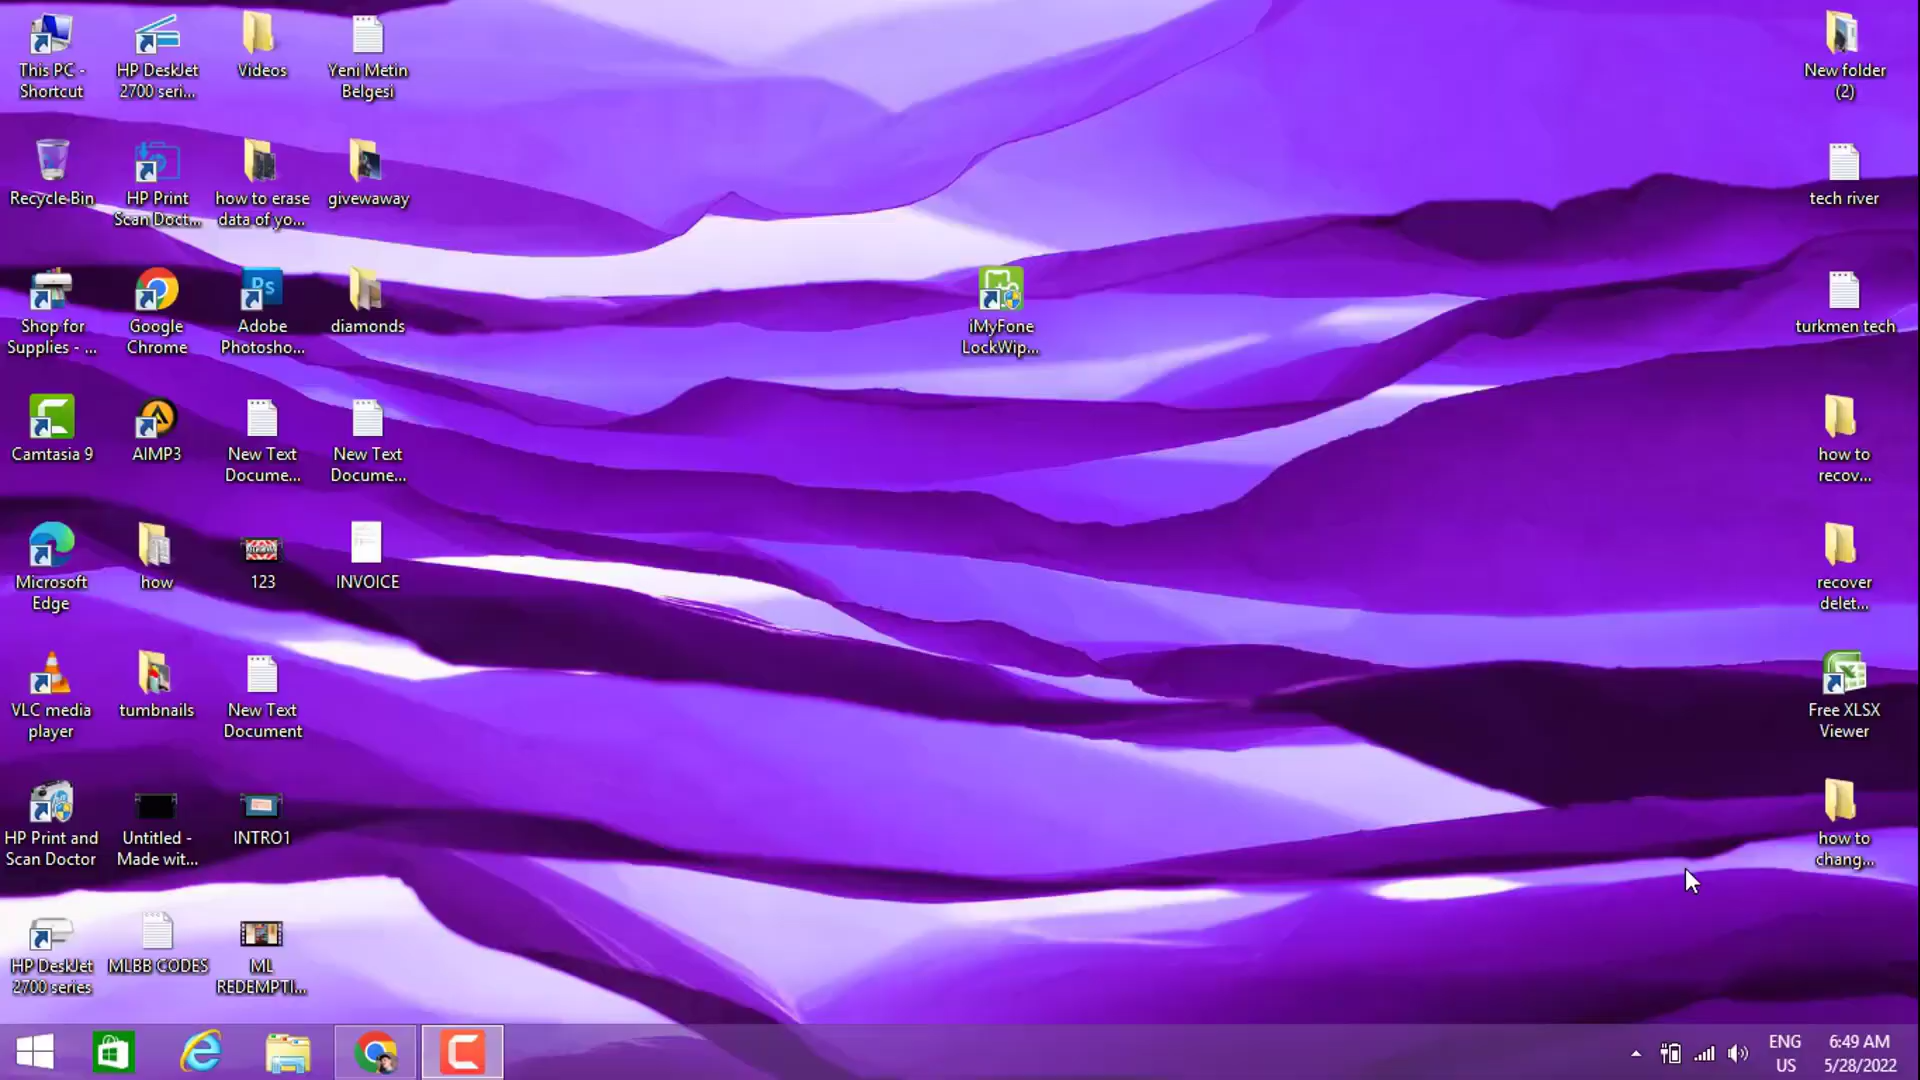 This PC -
Shortcut
HP DeskJet
2700 seri...
Videos
Yeni Metin
Belgesi
New folder
(2)
Recycle Bin
HP Print
Scan Doct...
how to erase
data of yo...
givewaway
tech river
Shop for
Supplies - ...
Google
Chrome
Ps
Adobe
Photosho...
diamonds
iMyFone
LockWip...
turkmen tech
Camtasia 9
AIMP3
New Text
Docume...
New Text
Docume...
how to
recov...
Microsoft
Edge
how
123
INVOICE
recover
delet...
VLC media
player
tumbnails
New Text
Document
Free XLSX
Viewer
HP Print and
Scan Doctor
Untitled -
Made wit...
INTRO1
how to
chang...
HP DeskJet
2700 series
MLBB CODES
ML
REDEMPTI...
ENG
US
6:49 AM
5/28/2022